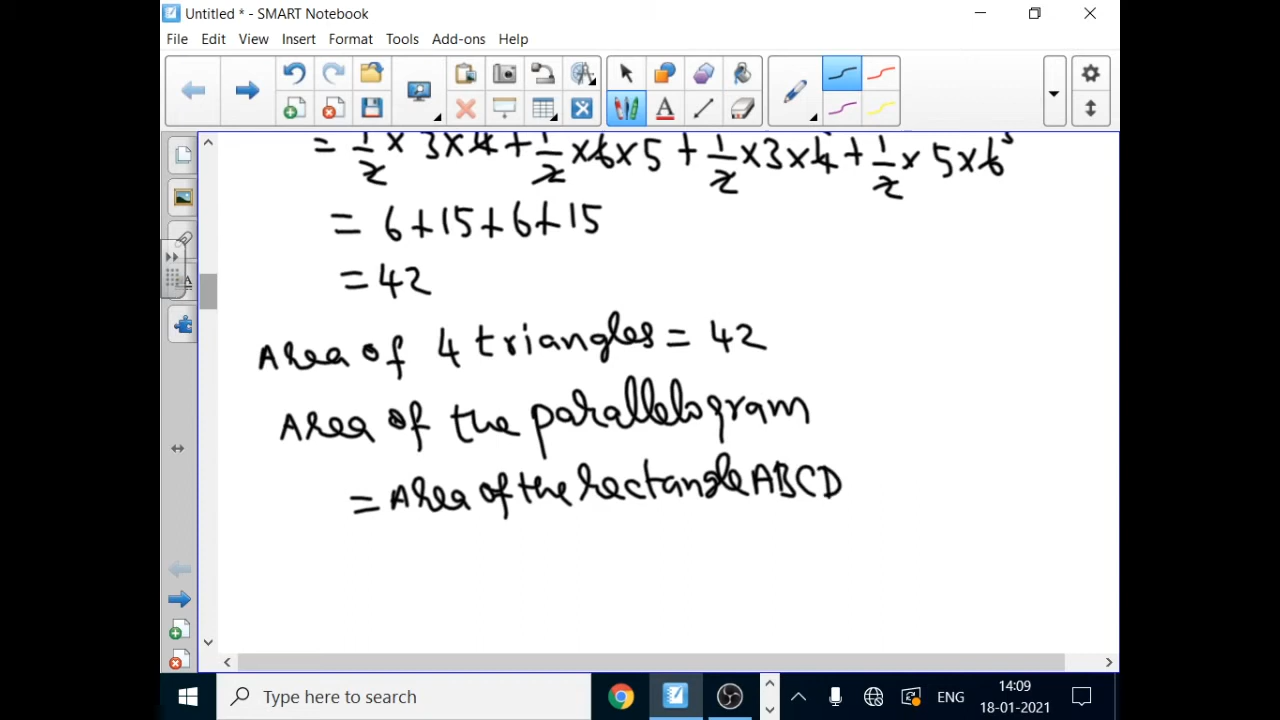 Untitled * - SMART Notebook
File Edit View Insert Format Tools Add-ons Help
= 1/2 × 3 × 4 + 1/2 × 6 × 5 + 1/2 × 3 × 4 + 1/2 × 5 × 6 3
= 6 + 15 + 6 + 15
= 42
Area of 4 triangles = 42
Area of the parallelogram
= Area of the rectangle ABCD
Type here to search
ENG
14:09
18-01-2021